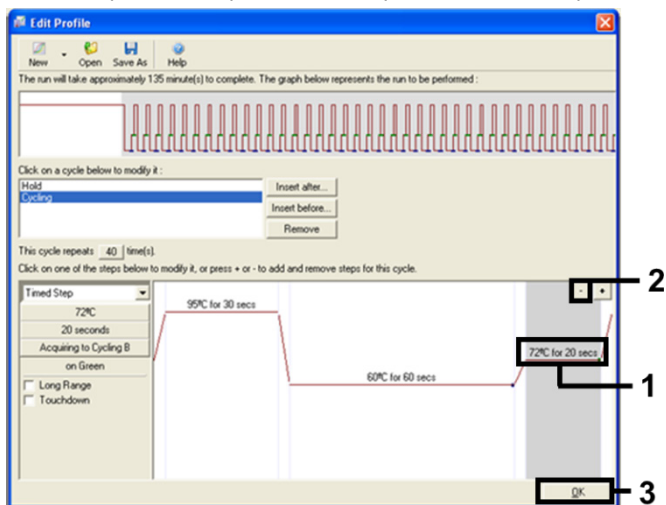 Edit Profile
New Open Save As Help
The run will take approximately 135 minute(s) to complete. The graph below represents the run to be performed :
Click on a cycle below to modify it :
Hold
Cycling
Insert after...
Insert before...
Remove
This cycle repeats 40 time(s).
Click on one of the steps below to modify it, or press + or - to add and remove steps for this cycle.
Timed Step
- + 2
72ºC
20 seconds
Acquiring to Cycling B
on Green
Long Range
Touchdown
95ºC for 30 secs
60ºC for 60 secs
72ºC for 20 secs
1
OK 3